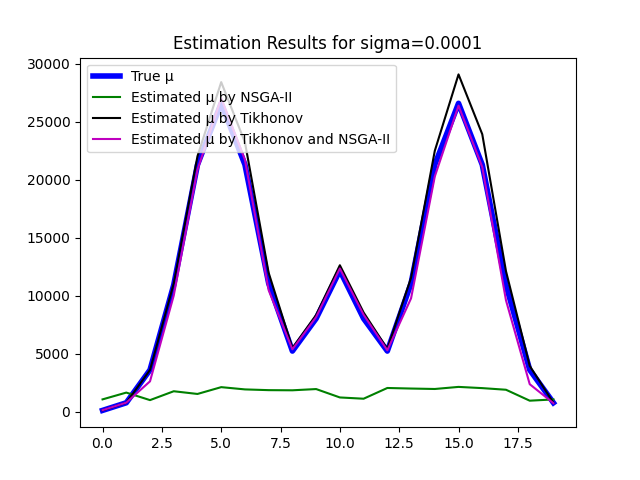 Estimation Results for sigma=0.0001
30000
25000
20000
15000
10000
5000
0
True μ
Estimated μ by NSGA-II
Estimated μ by Tikhonov
Estimated μ by Tikhonov and NSGA-II
0.0 2.5 5.0 7.5 10.0 12.5 15.0 17.5